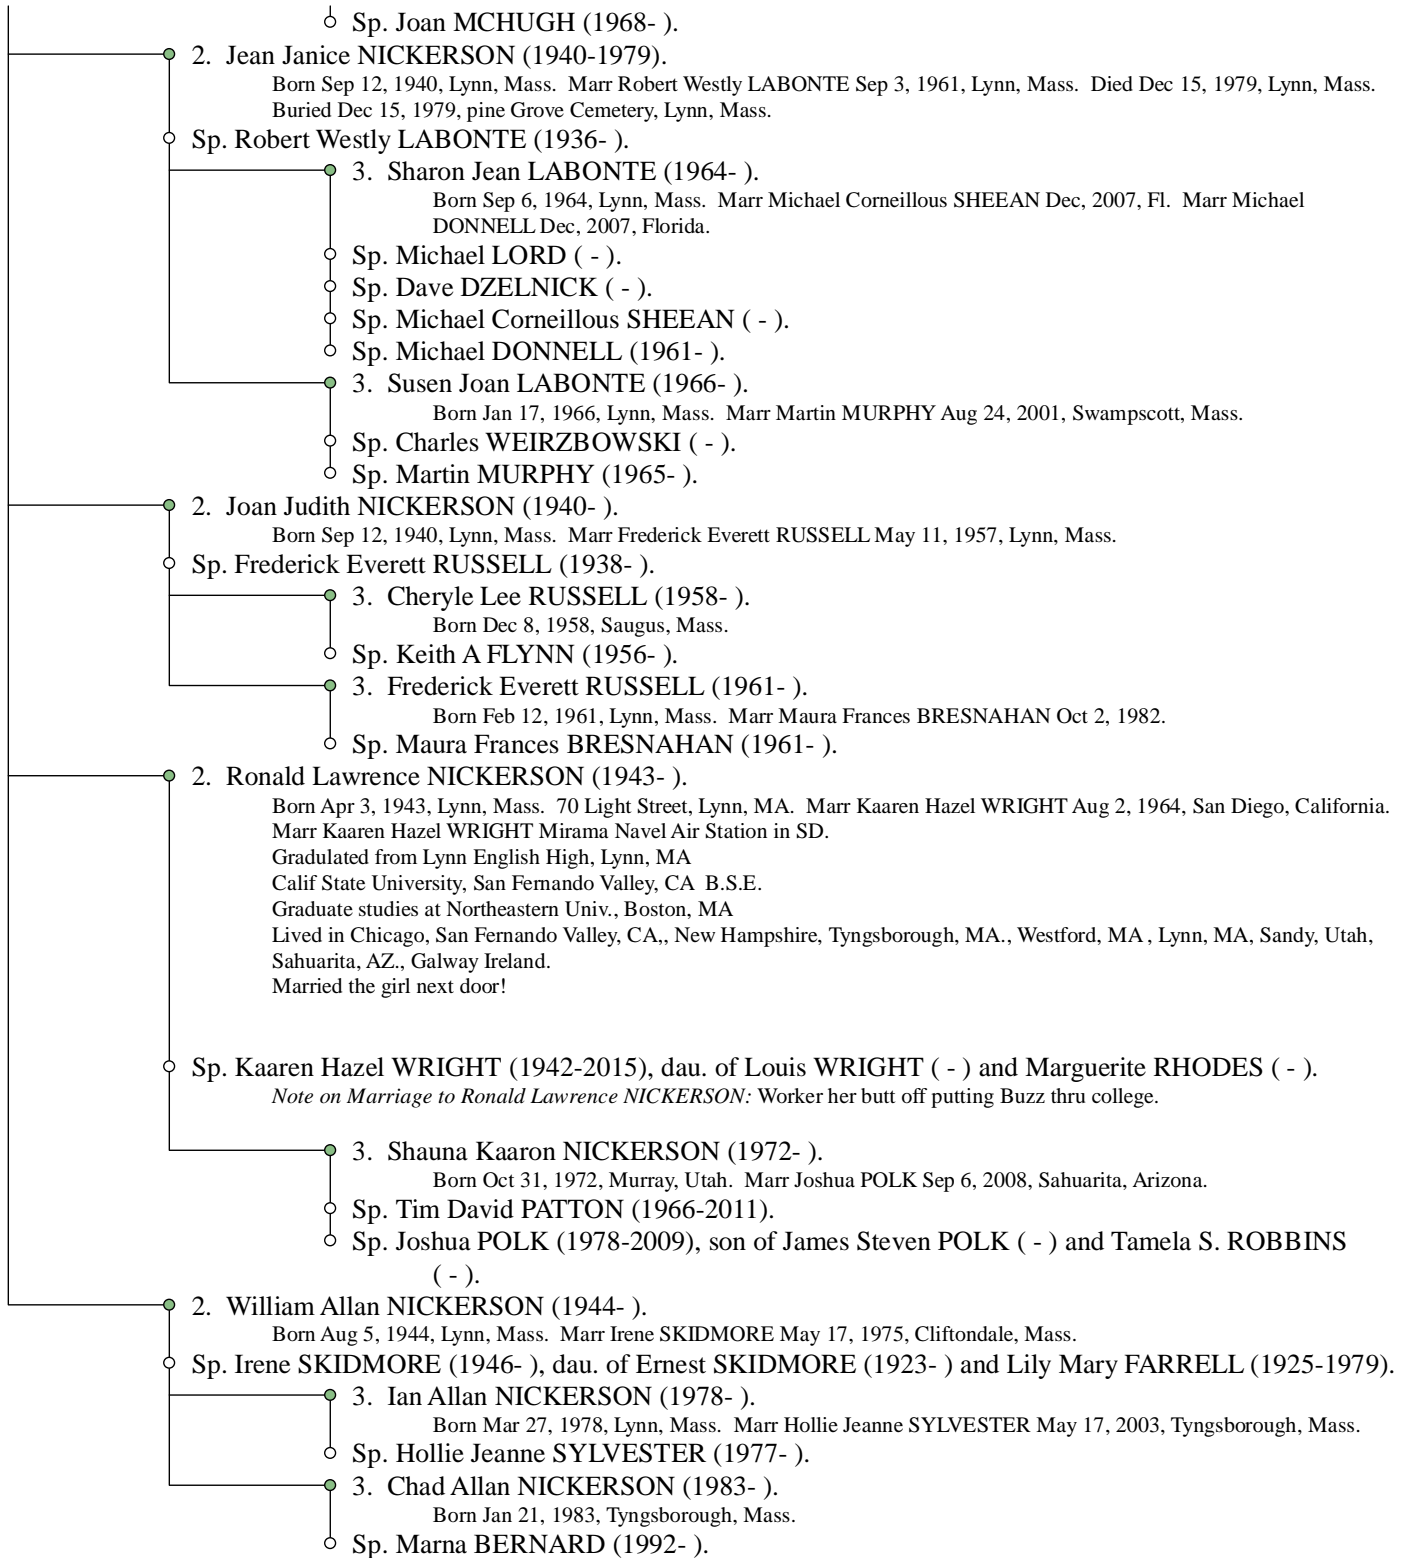 Sp. Joan MCHUGH (1968- ).
2. Jean Janice NICKERSON (1940-1979).
Born Sep 12, 1940, Lynn, Mass. Marr Robert Westly LABONTE Sep 3, 1961, Lynn, Mass. Died Dec 15, 1979, Lynn, Mass.
Buried Dec 15, 1979, pine Grove Cemetery, Lynn, Mass.
Sp. Robert Westly LABONTE (1936- ).
3. Sharon Jean LABONTE (1964- ).
Born Sep 6, 1964, Lynn, Mass. Marr Michael Corneillous SHEEAN Dec, 2007, Fl. Marr Michael
DONNELL Dec, 2007, Florida.
Sp. Michael LORD ( - ).
Sp. Dave DZELNICK ( - ).
Sp. Michael Corneillous SHEEAN ( - ).
Sp. Michael DONNELL (1961- ).
3. Susen Joan LABONTE (1966- ).
Born Jan 17, 1966, Lynn, Mass. Marr Martin MURPHY Aug 24, 2001, Swampscott, Mass.
Sp. Charles WEIRZBOWSKI ( - ).
Sp. Martin MURPHY (1965- ).
2. Joan Judith NICKERSON (1940- ).
Born Sep 12, 1940, Lynn, Mass. Marr Frederick Everett RUSSELL May 11, 1957, Lynn, Mass.
Sp. Frederick Everett RUSSELL (1938- ).
3. Cheryle Lee RUSSELL (1958- ).
Born Dec 8, 1958, Saugus, Mass.
Sp. Keith A FLYNN (1956- ).
3. Frederick Everett RUSSELL (1961- ).
Born Feb 12, 1961, Lynn, Mass. Marr Maura Frances BRESNAHAN Oct 2, 1982.
Sp. Maura Frances BRESNAHAN (1961- ).
2. Ronald Lawrence NICKERSON (1943- ).
Born Apr 3, 1943, Lynn, Mass. 70 Light Street, Lynn, MA. Marr Kaaren Hazel WRIGHT Aug 2, 1964, San Diego, California.
Marr Kaaren Hazel WRIGHT Mirama Navel Air Station in SD.
Gradulated from Lynn English High, Lynn, MA
Calif State University, San Fernando Valley, CA B.S.E.
Graduate studies at Northeastern Univ., Boston, MA
Lived in Chicago, San Fernando Valley, CA,, New Hampshire, Tyngsborough, MA., Westford, MA , Lynn, MA, Sandy, Utah,
Sahuarita, AZ., Galway Ireland.
Married the girl next door!
Sp. Kaaren Hazel WRIGHT (1942-2015), dau. of Louis WRIGHT ( - ) and Marguerite RHODES ( - ).
Note on Marriage to Ronald Lawrence NICKERSON: Worker her butt off putting Buzz thru college.
3. Shauna Kaaron NICKERSON (1972- ).
Born Oct 31, 1972, Murray, Utah. Marr Joshua POLK Sep 6, 2008, Sahuarita, Arizona.
Sp. Tim David PATTON (1966-2011).
Sp. Joshua POLK (1978-2009), son of James Steven POLK ( - ) and Tamela S. ROBBINS
( - ).
2. William Allan NICKERSON (1944- ).
Born Aug 5, 1944, Lynn, Mass. Marr Irene SKIDMORE May 17, 1975, Cliftondale, Mass.
Sp. Irene SKIDMORE (1946- ), dau. of Ernest SKIDMORE (1923- ) and Lily Mary FARRELL (1925-1979).
3. Ian Allan NICKERSON (1978- ).
Born Mar 27, 1978, Lynn, Mass. Marr Hollie Jeanne SYLVESTER May 17, 2003, Tyngsborough, Mass.
Sp. Hollie Jeanne SYLVESTER (1977- ).
3. Chad Allan NICKERSON (1983- ).
Born Jan 21, 1983, Tyngsborough, Mass.
Sp. Marna BERNARD (1992- ).